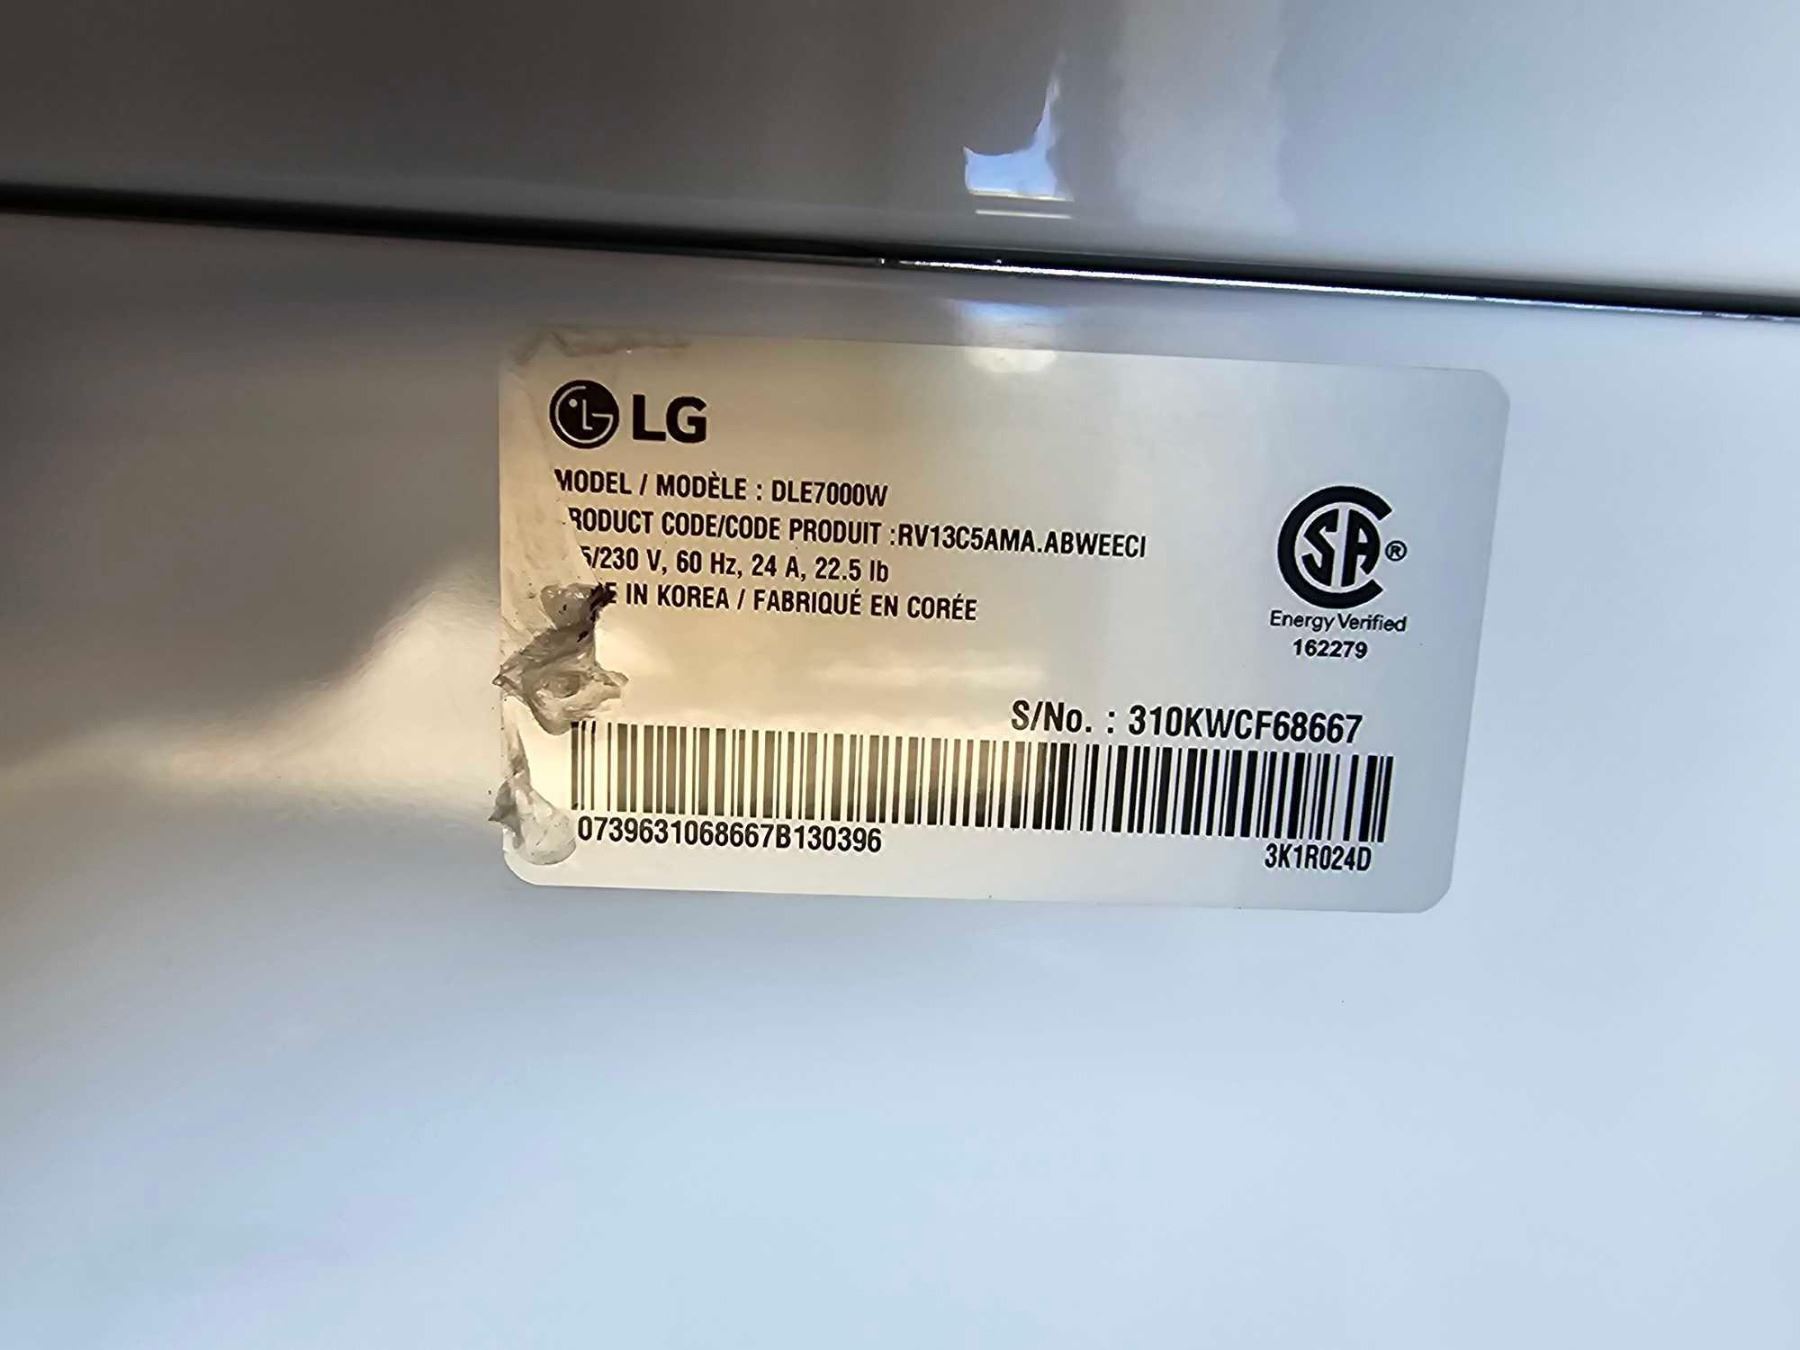 LG
MODEL / MODÈLE : DLE7000W
RODUCT CODE/CODE PRODUIT :RV13C5AMA.ABWEECI
5/230 V, 60 Hz, 24 A, 22.5 lb
E IN KOREA / FABRIQUÉ EN CORÉE
SA ®
Energy Verified
162279
S/No. : 310KWCF68667
0739631068667B130396
3K1R024D